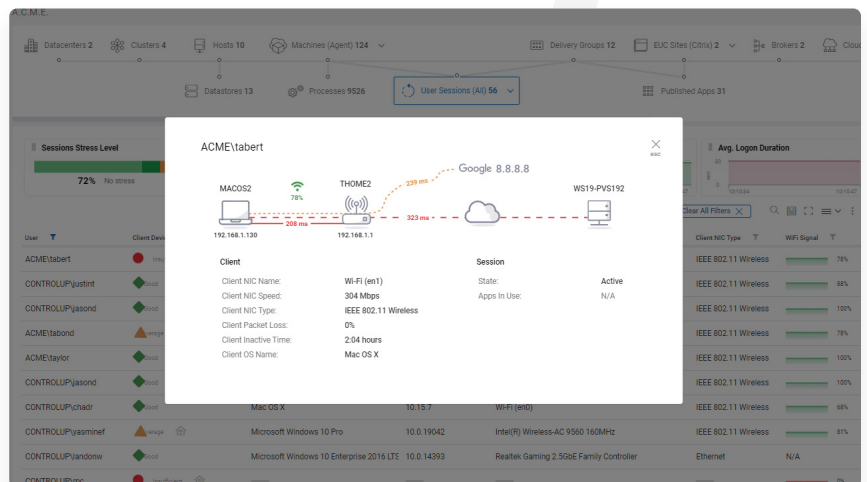 A.C.M.E.
Datacenters 2 Clusters 4 Hosts 10 Machines (Agent) 124 Delivery Groups 12 EUC Sites (Citrix) 2 Brokers 2 Cloud
Datastores 13 Processes 9526 User Sessions (All) 56 Published Apps 31
Sessions Stress Level
72% No stress
Avg. Logon Duration
Clear All Filters
User Client Devi Client NIC Type WiFi Signal
ACME\tabert IEEE 802.11 Wireless 78%
CONTROLUP\justint Good IEEE 802.11 Wireless 88%
CONTROLUP\jasond Good IEEE 802.11 Wireless 100%
ACME\tabond IEEE 802.11 Wireless 78%
ACME\taylor Good IEEE 802.11 Wireless 100%
CONTROLUP\jasond Good IEEE 802.11 Wireless 100%
CONTROLUP\chadr Good Mac OS X 10.15.7 Wi-Fi (en0) IEEE 802.11 Wireless 68%
CONTROLUP\yasminef Microsoft Windows 10 Pro 10.0.19042 Intel(R) Wireless-AC 9560 160MHz IEEE 802.11 Wireless 81%
CONTROLUP\landonw Good Microsoft Windows 10 Enterprise 2016 LTS 10.0.14393 Realtek Gaming 2.5GbE Family Controller Ethernet N/A
ACME\tabert
esc
Google 8.8.8.8
239 ms
MACOS2 78% THOME2 WS19-PVS192
208 ms 323 ms
192.168.1.130 192.168.1.1
Client Session
Client NIC Name: Wi-Fi (en1) State: Active
Client NIC Speed: 304 Mbps Apps In Use: N/A
Client NIC Type: IEEE 802.11 Wireless
Client Packet Loss: 0%
Client Inactive Time: 2:04 hours
Client OS Name: Mac OS X